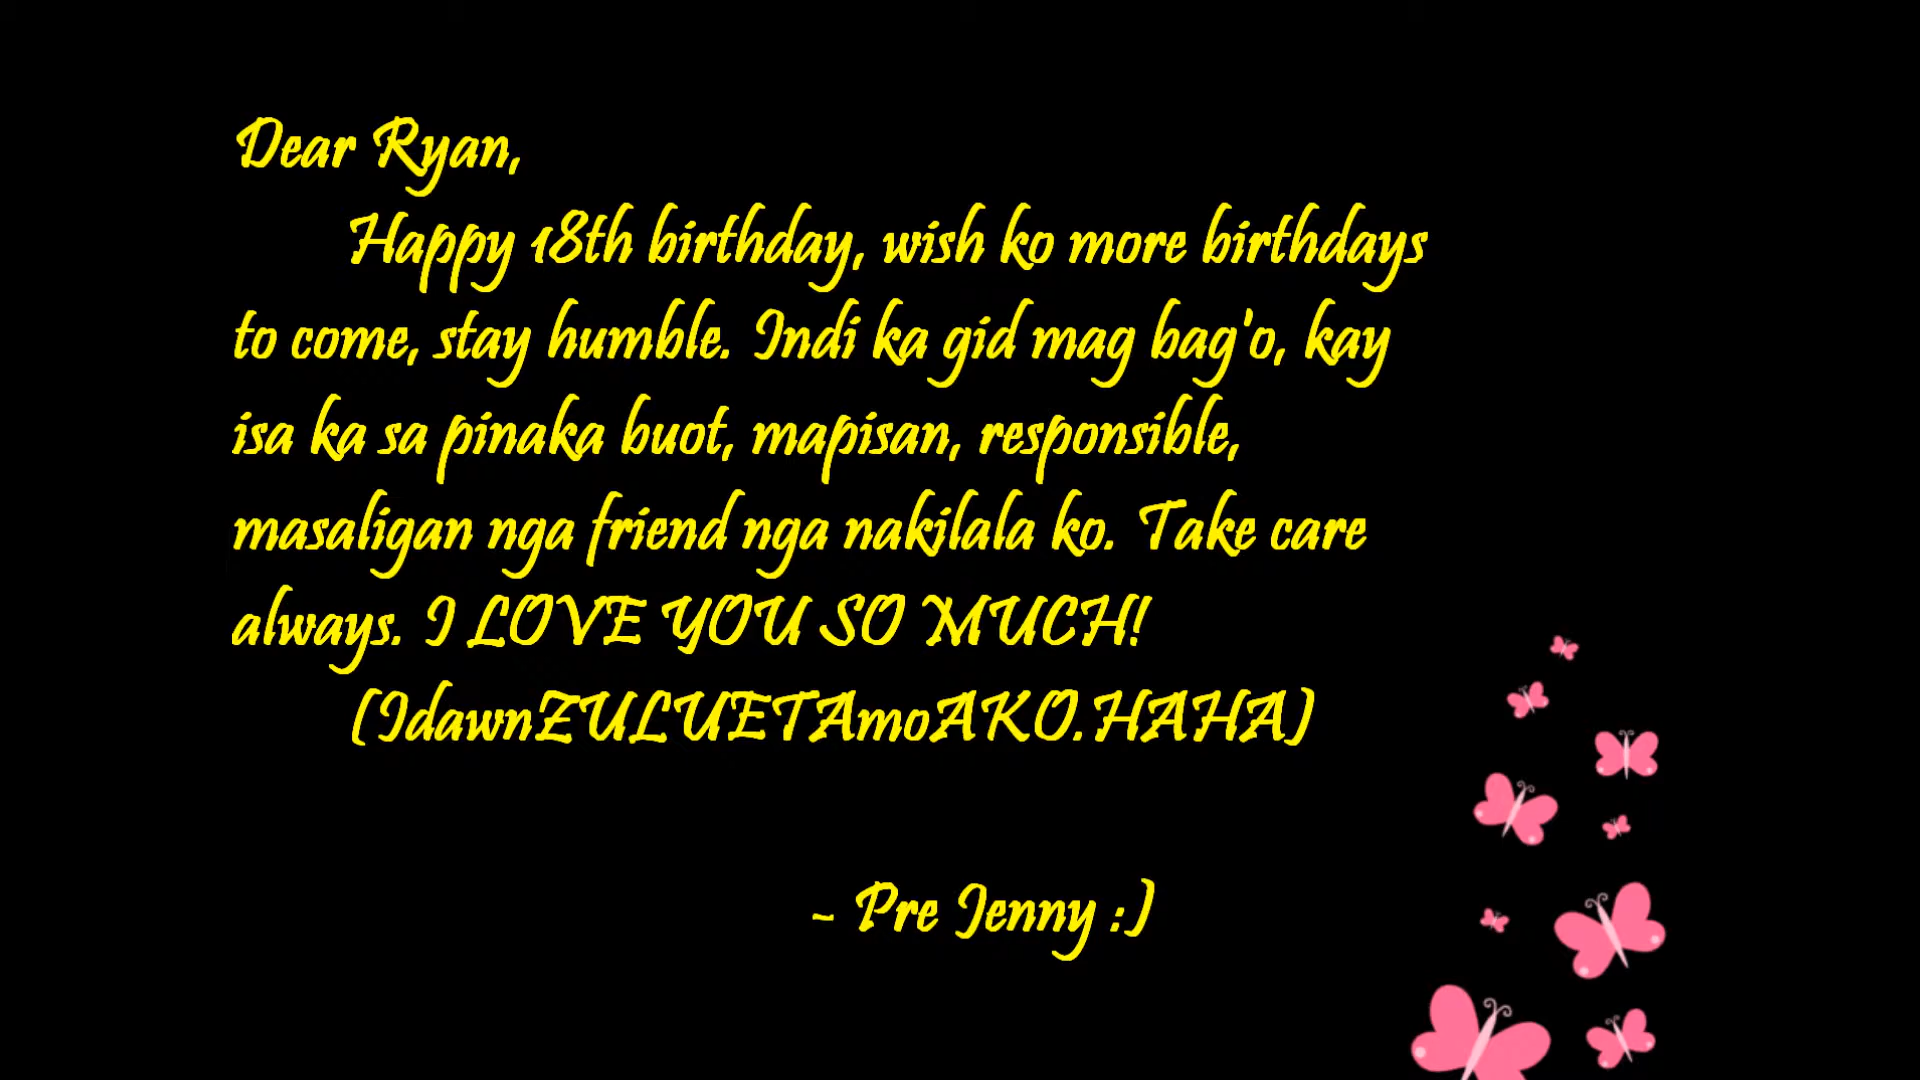 Dear Ryan,
Happy 18th birthday, wish ko more birthdays
to come, stay humble. Indi ka gid mag bag'o, kay
isa ka sa pinaka buot, mapisan, responsible,
masaligan nga friend nga nakilala ko. Take care
always. I LOVE YOU SO MUCH!
(IdawnZULUETAmoAKO.HAHA)
~ Pre Jenny :)